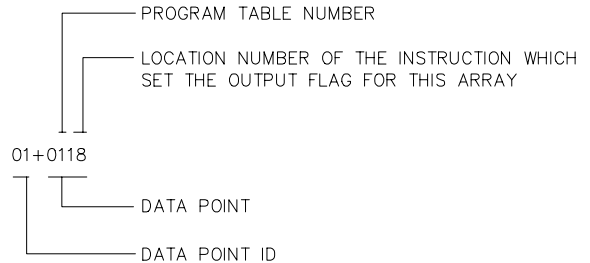 PROGRAM TABLE NUMBER
LOCATION NUMBER OF THE INSTRUCTION WHICH
SET THE OUTPUT FLAG FOR THIS ARRAY
01+0118
DATA POINT
DATA POINT ID